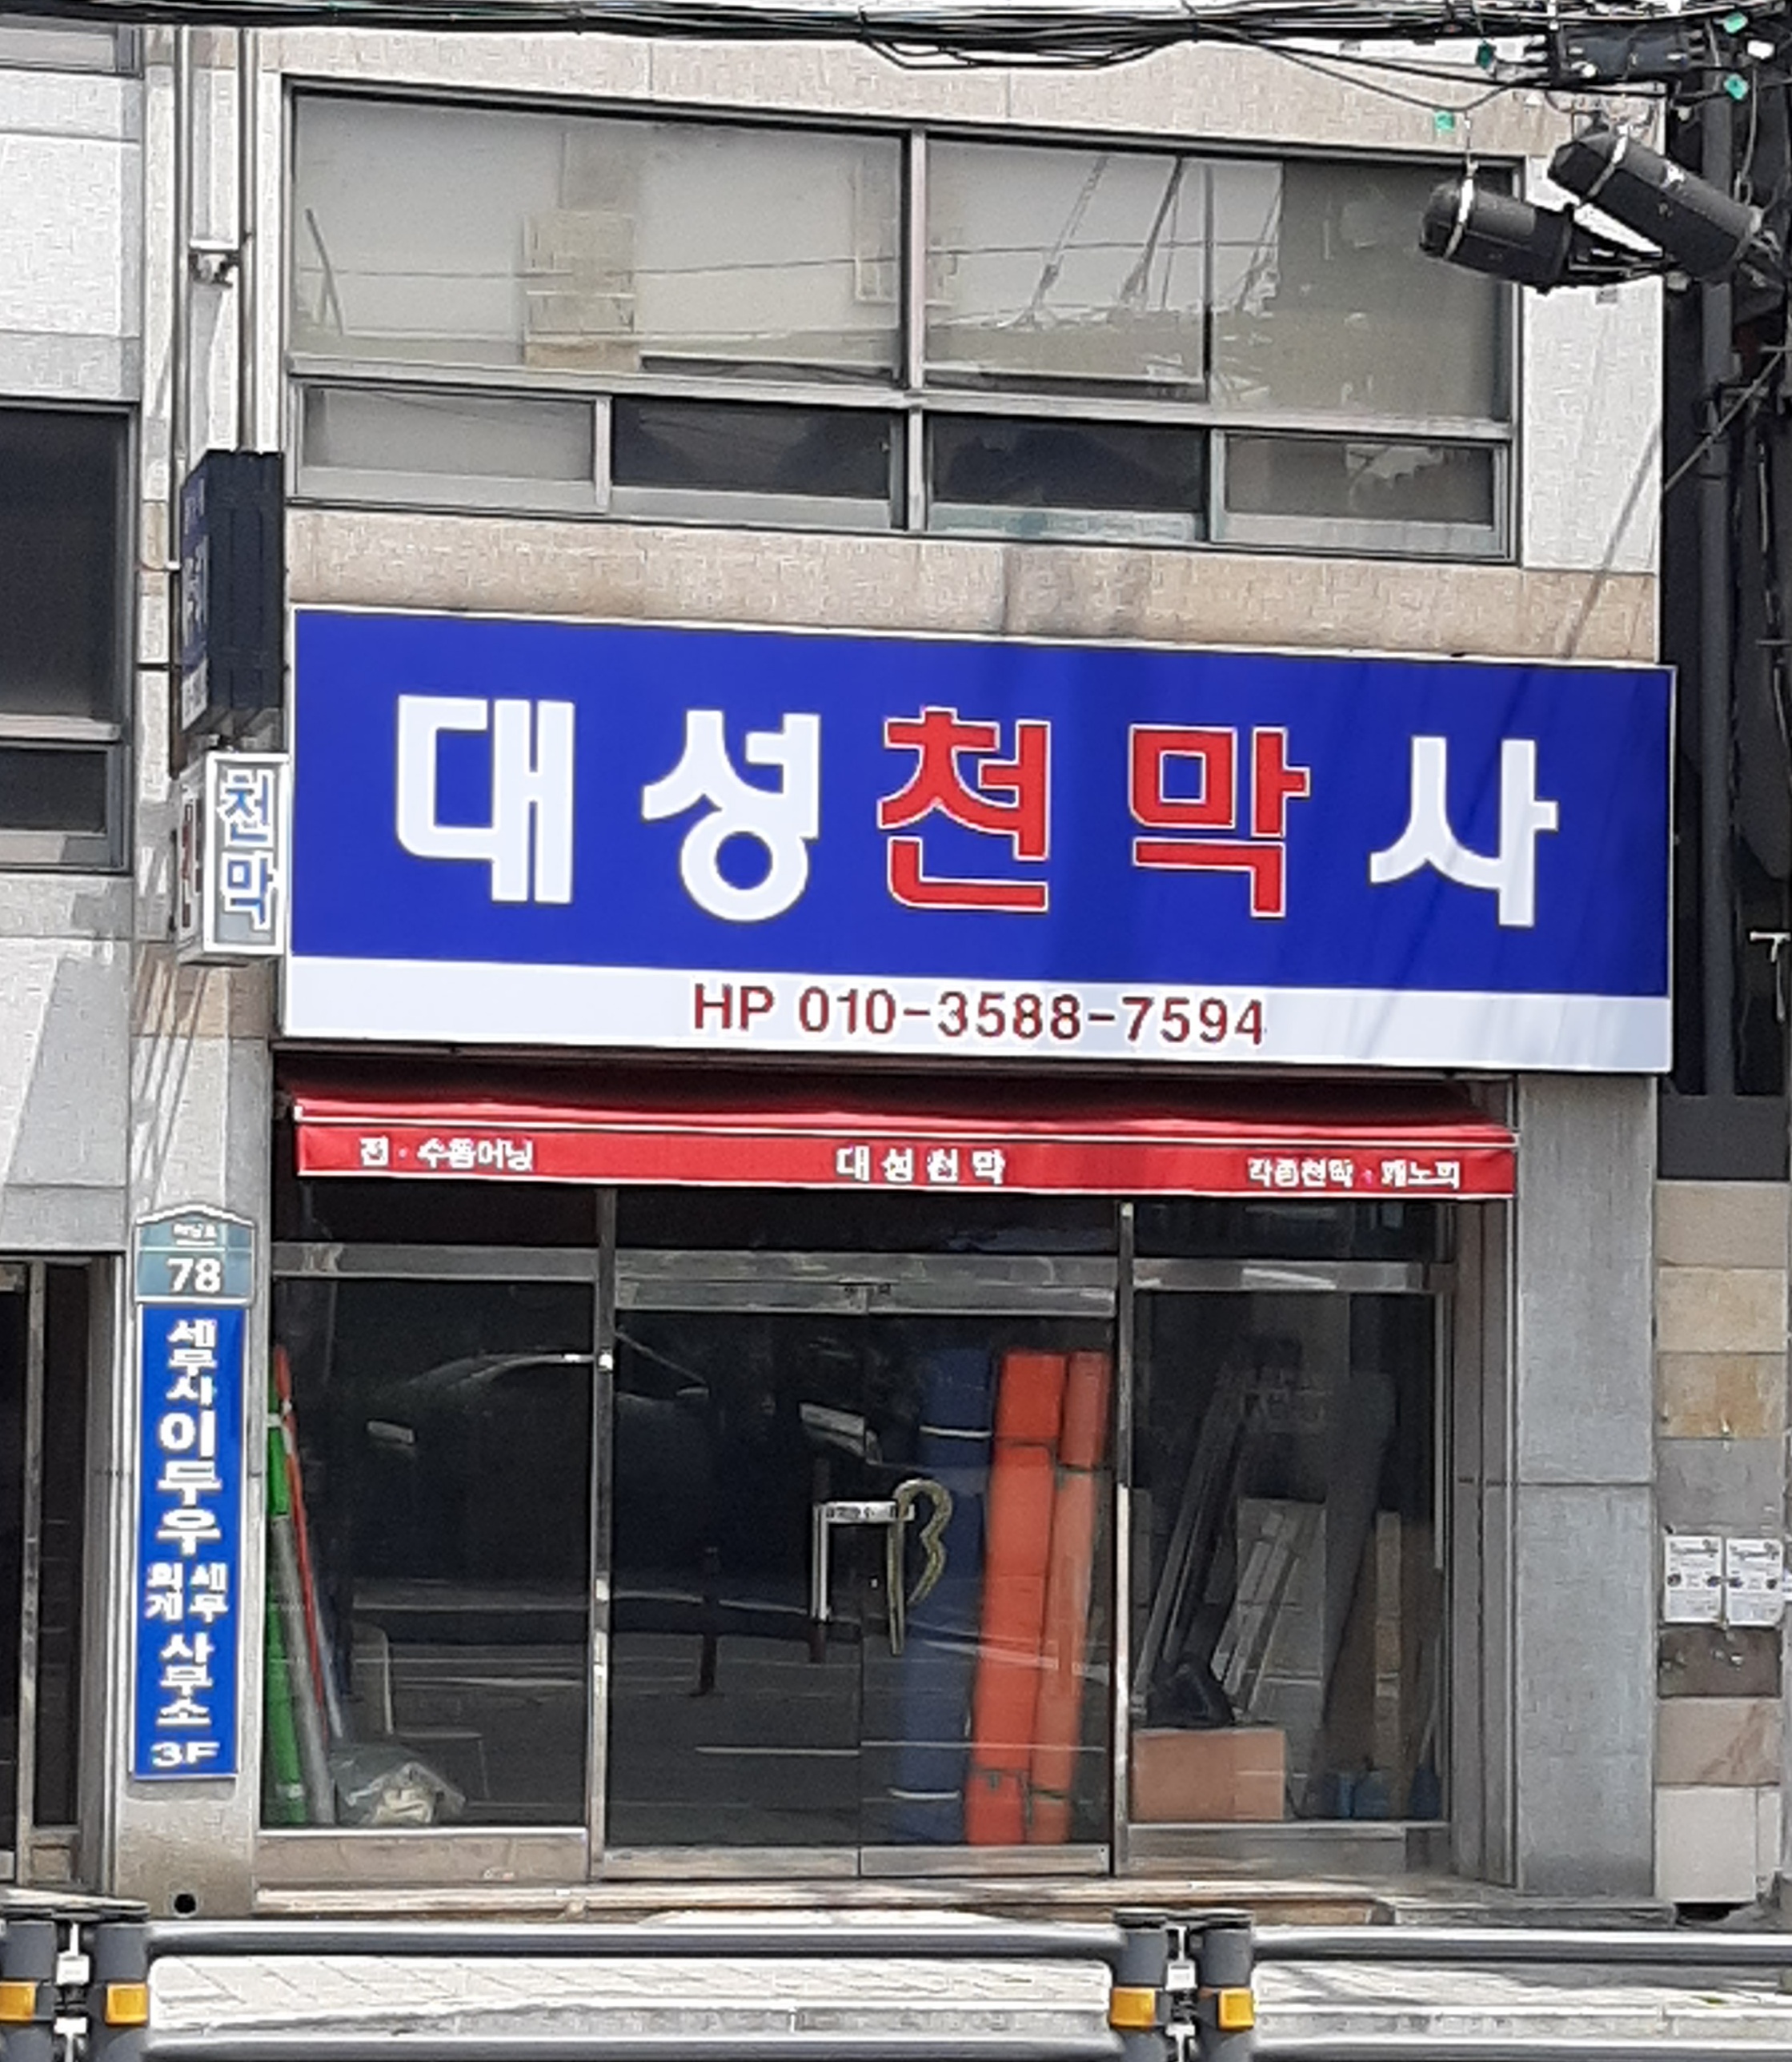 대성천막사
HP 010-3588-7594
천막
전·수동어닝 대성천막 각종천막·캐노피
78
세무사
이두우
세무
회계
사무소
3F